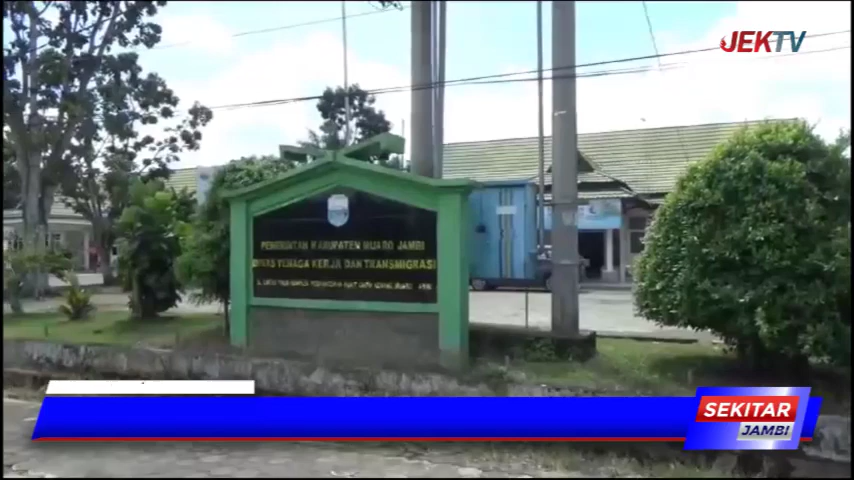 JEKTV
PEMERINTAH KABUPATEN MUARO JAMBI
DINAS TENAGA KERJA DAN TRANSMIGRASI
SEKITAR
JAMBI